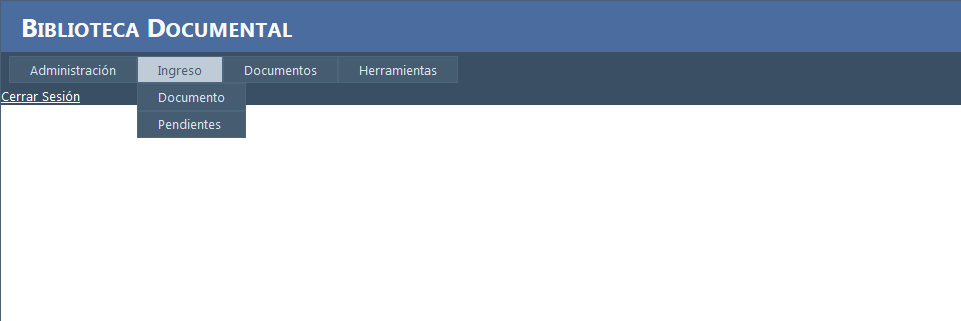 Biblioteca Documental
Administración Ingreso Documentos Herramientas
Cerrar Sesión Documento
Pendientes